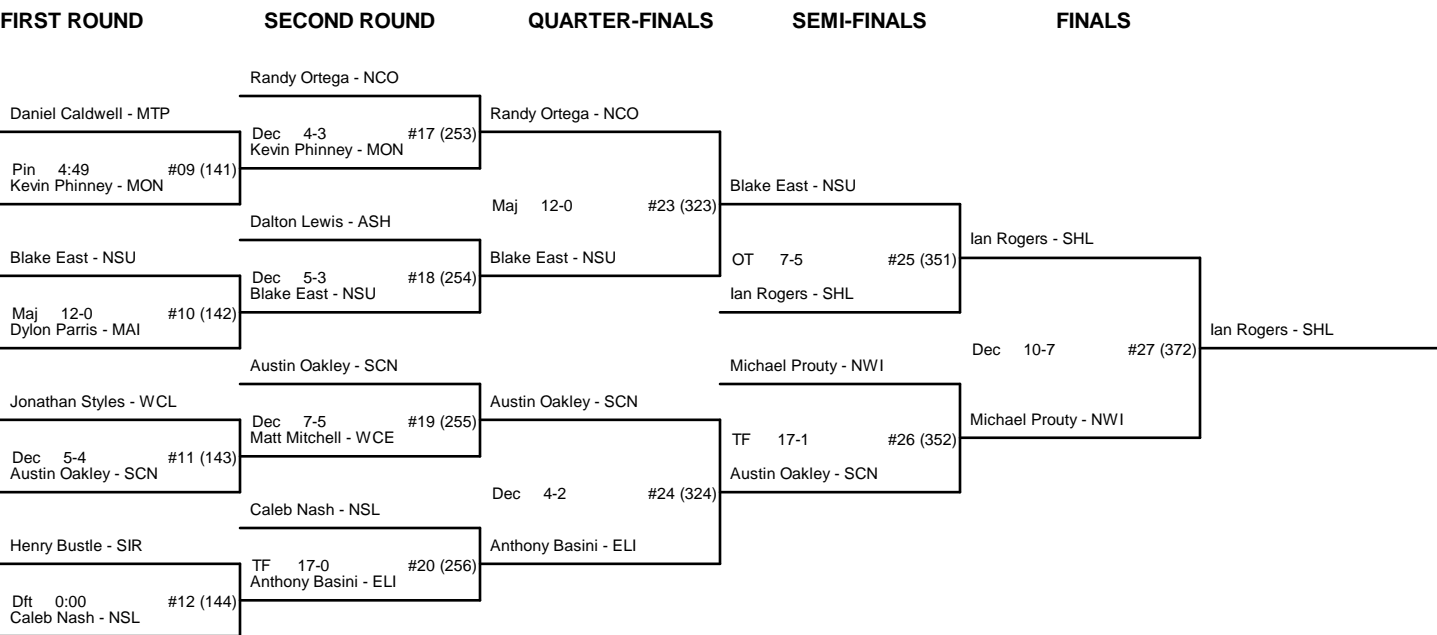 FIRST ROUND SECOND ROUND QUARTER-FINALS SEMI-FINALS FINALS
Randy Ortega - NCO
Daniel Caldwell - MTP
Randy Ortega - NCO
Dec 4-3 #17 (253)
Kevin Phinney - MON
Pin 4:49 #09 (141)
Kevin Phinney - MON
Blake East - NSU
Maj 12-0 #23 (323)
Dalton Lewis - ASH
Ian Rogers - SHL
Blake East - NSU
Blake East - NSU
OT 7-5 #25 (351)
Dec 5-3 #18 (254)
Blake East - NSU
Ian Rogers - SHL
Maj 12-0 #10 (142)
Dylon Parris - MAI
Ian Rogers - SHL
Dec 10-7 #27 (372)
Austin Oakley - SCN
Michael Prouty - NWI
Jonathan Styles - WCL
Austin Oakley - SCN
Michael Prouty - NWI
Dec 7-5 #19 (255)
Matt Mitchell - WCE
TF 17-1 #26 (352)
Dec 5-4 #11 (143)
Austin Oakley - SCN
Austin Oakley - SCN
Dec 4-2 #24 (324)
Caleb Nash - NSL
Henry Bustle - SIR
Anthony Basini - ELI
TF 17-0 #20 (256)
Anthony Basini - ELI
Dft 0:00 #12 (144)
Caleb Nash - NSL